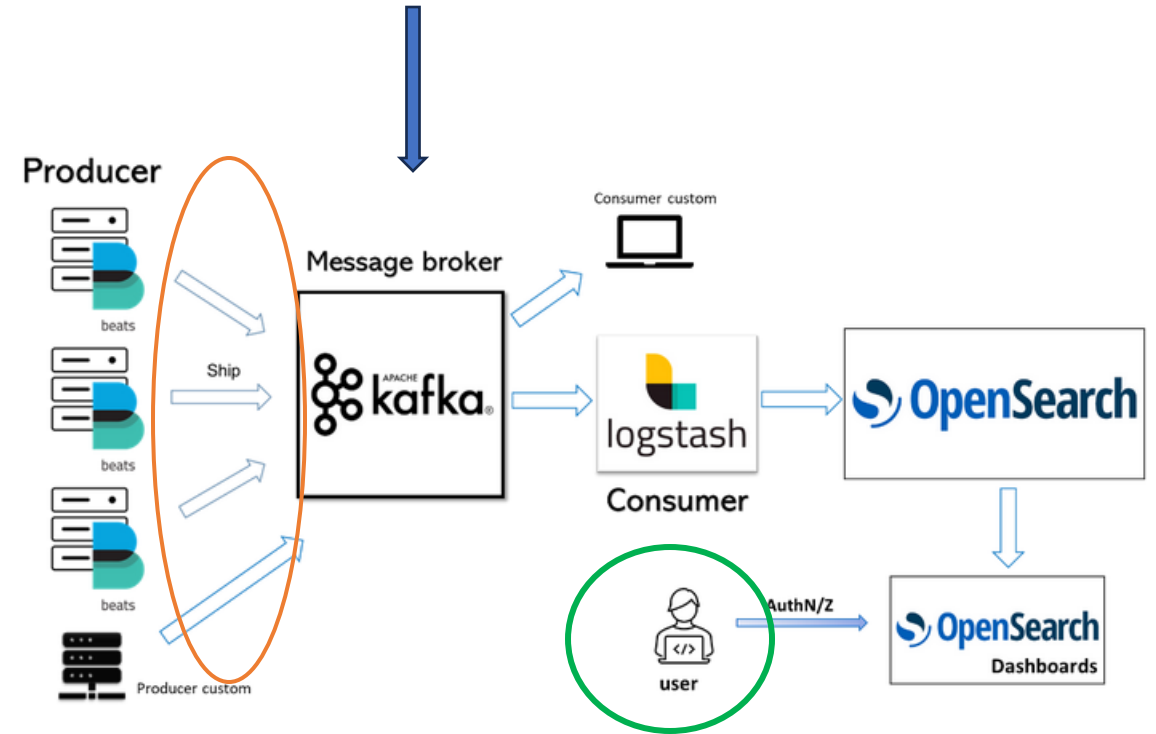 Producer
beats
beats
beats
Producer custom
Ship
Message broker
APACHE
kafka®
Consumer custom
logstash
Consumer
OpenSearch
user
AuthN/Z
OpenSearch
Dashboards